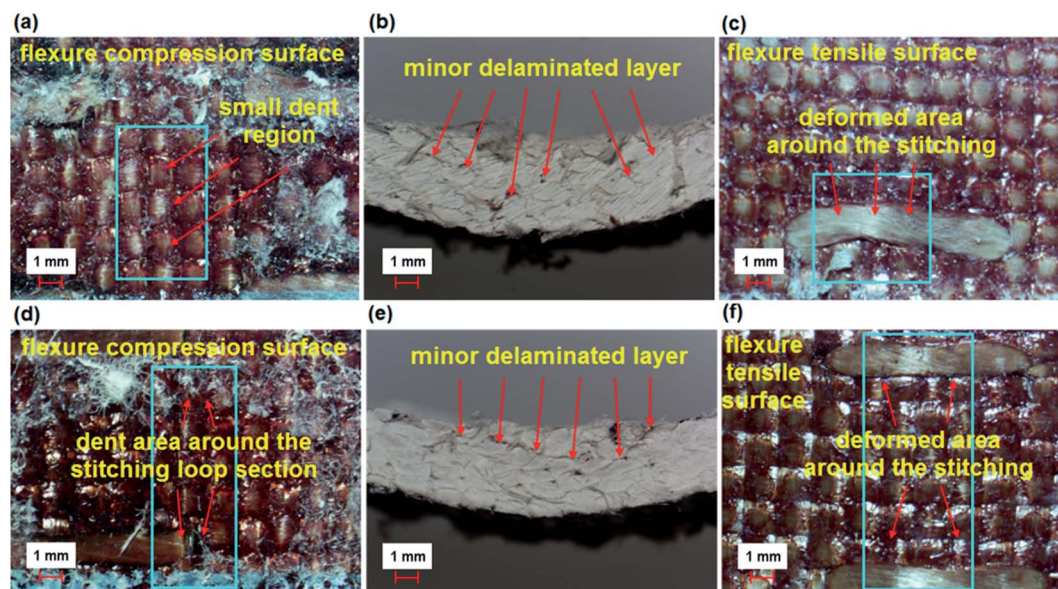 (a)
flexure compression surface
small dent
region
1 mm
(b)
minor delaminated layer
1 mm
(c)
flexure tensile surface
deformed area
around the stitching
1 mm
(d)
flexure compression surface
dent area around the
stitching loop section
1 mm
(e)
minor delaminated layer
1 mm
(f)
flexure
tensile
surface
deformed area
around the stitching
1 mm